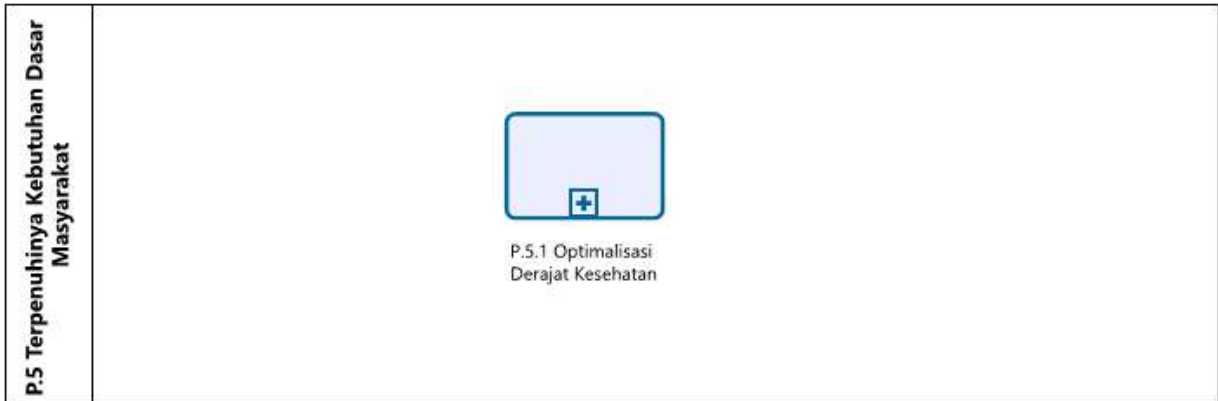 P.5 Terpenuhinya Kebutuhan Dasar
Masyarakat
P.5.1 Optimalisasi
Derajat Kesehatan